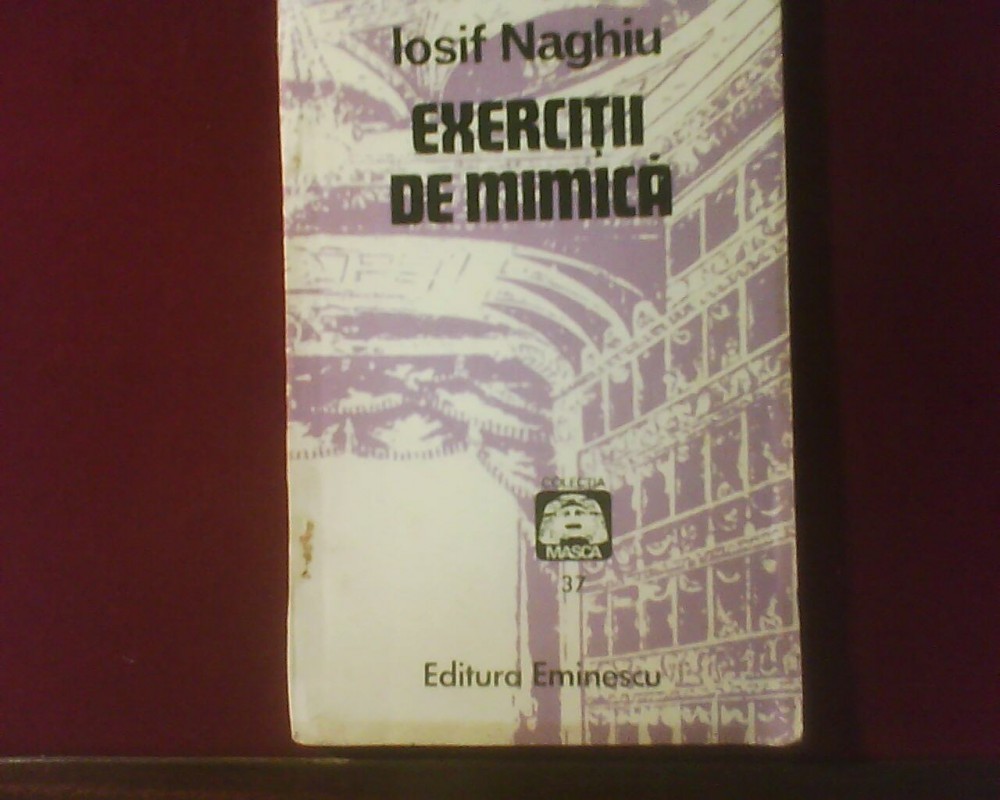 Iosif Naghiu
EXERCIȚII
DE MIMICĂ
COLECȚIA
MASCA
37
Editura Eminescu